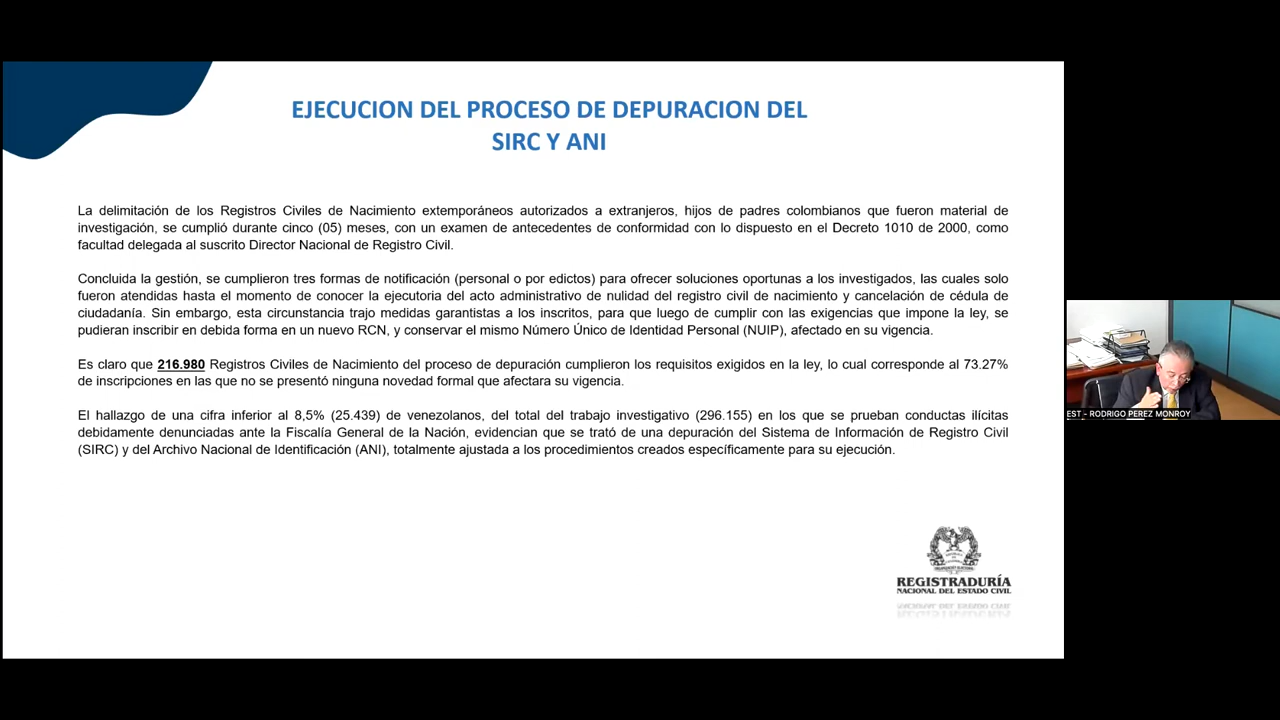 EJECUCION DEL PROCESO DE DEPURACION DEL
SIRC Y ANI
La delimitación de los Registros Civiles de Nacimiento extemporáneos autorizados a extranjeros, hijos de padres colombianos que fueron material de
investigación, se cumplió durante cinco (05) meses, con un examen de antecedentes de conformidad con lo dispuesto en el Decreto 1010 de 2000, como
facultad delegada al suscrito Director Nacional de Registro Civil.
Concluida la gestión, se cumplieron tres formas de notificación (personal o por edictos) para ofrecer soluciones oportunas a los investigados, las cuales solo
fueron atendidas hasta el momento de conocer la ejecutoria del acto administrativo de nulidad del registro civil de nacimiento y cancelación de cédula de
ciudadanía. Sin embargo, esta circunstancia trajo medidas garantistas a los inscritos, para que luego de cumplir con las exigencias que impone la ley, se
pudieran inscribir en debida forma en un nuevo RCN, y conservar el mismo Número Único de Identidad Personal (NUIP), afectado en su vigencia.
Es claro que 216.980 Registros Civiles de Nacimiento del proceso de depuración cumplieron los requisitos exigidos en la ley, lo cual corresponde al 73.27%
de inscripciones en las que no se presentó ninguna novedad formal que afectara su vigencia.
El hallazgo de una cifra inferior al 8,5% (25.439) de venezolanos, del total del trabajo investigativo (296.155) en los que se prueban conductas ilícitas
debidamente denunciadas ante la Fiscalía General de la Nación, evidencian que se trató de una depuración del Sistema de Información de Registro Civil
(SIRC) y del Archivo Nacional de Identificación (ANI), totalmente ajustada a los procedimientos creados específicamente para su ejecución.
EST - RODRIGO PEREZ MONROY
REGISTRADURÍA
NACIONAL DEL ESTADO CIVIL